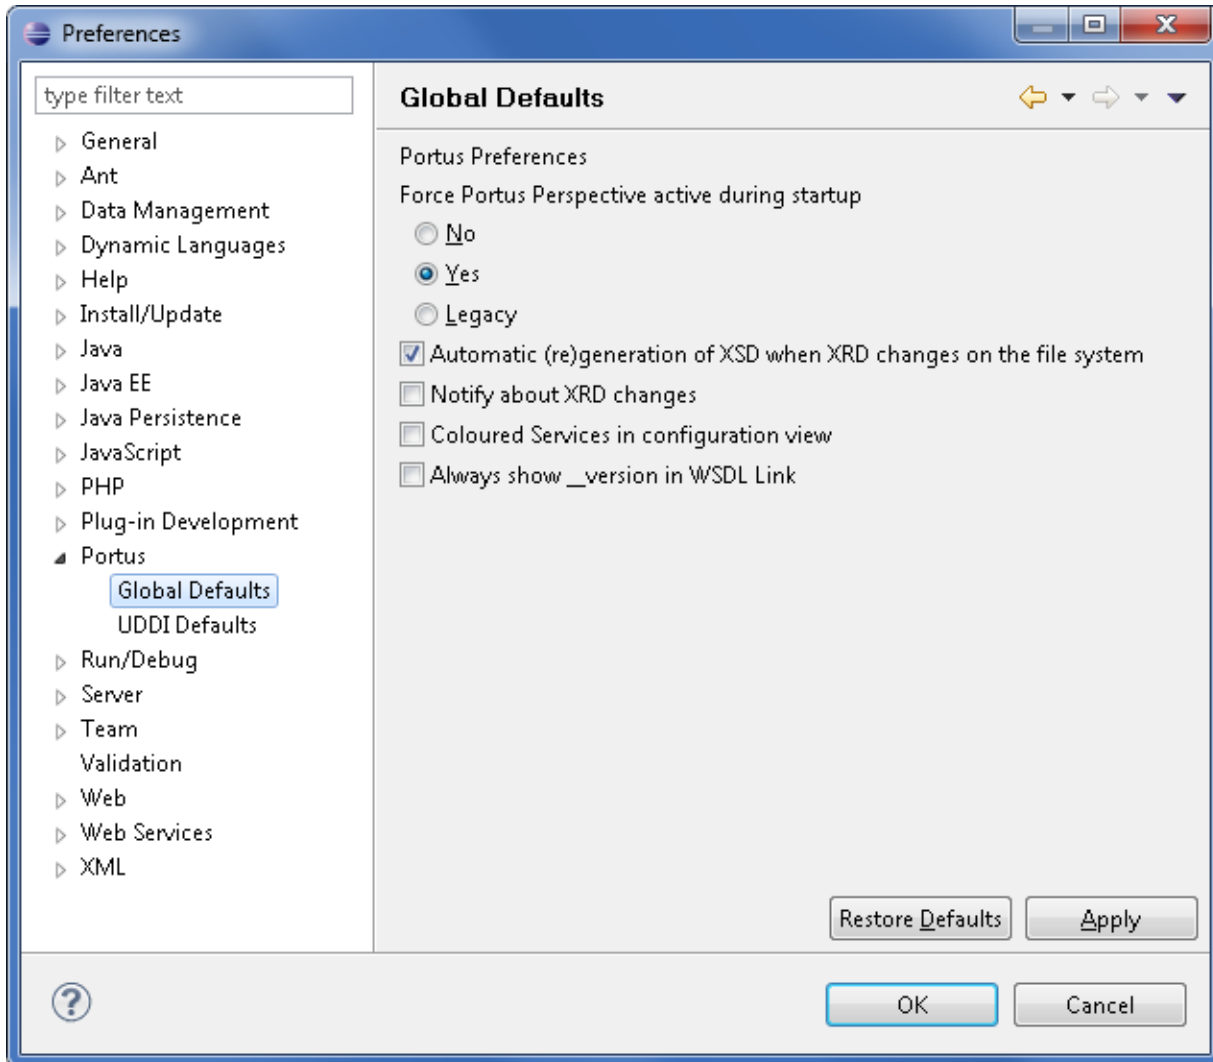 Preferences
type filter text
General
Ant
Data Management
Dynamic Languages
Help
Install/Update
Java
Java EE
Java Persistence
JavaScript
PHP
Plug-in Development
Portus
Global Defaults
UDDI Defaults
Run/Debug
Server
Team
Validation
Web
Web Services
XML
Global Defaults
Portus Preferences
Force Portus Perspective active during startup
No
Yes
Legacy
Automatic (re)generation of XSD when XRD changes on the file system
Notify about XRD changes
Coloured Services in configuration view
Always show __version in WSDL Link
Restore Defaults
Apply
?
OK
Cancel